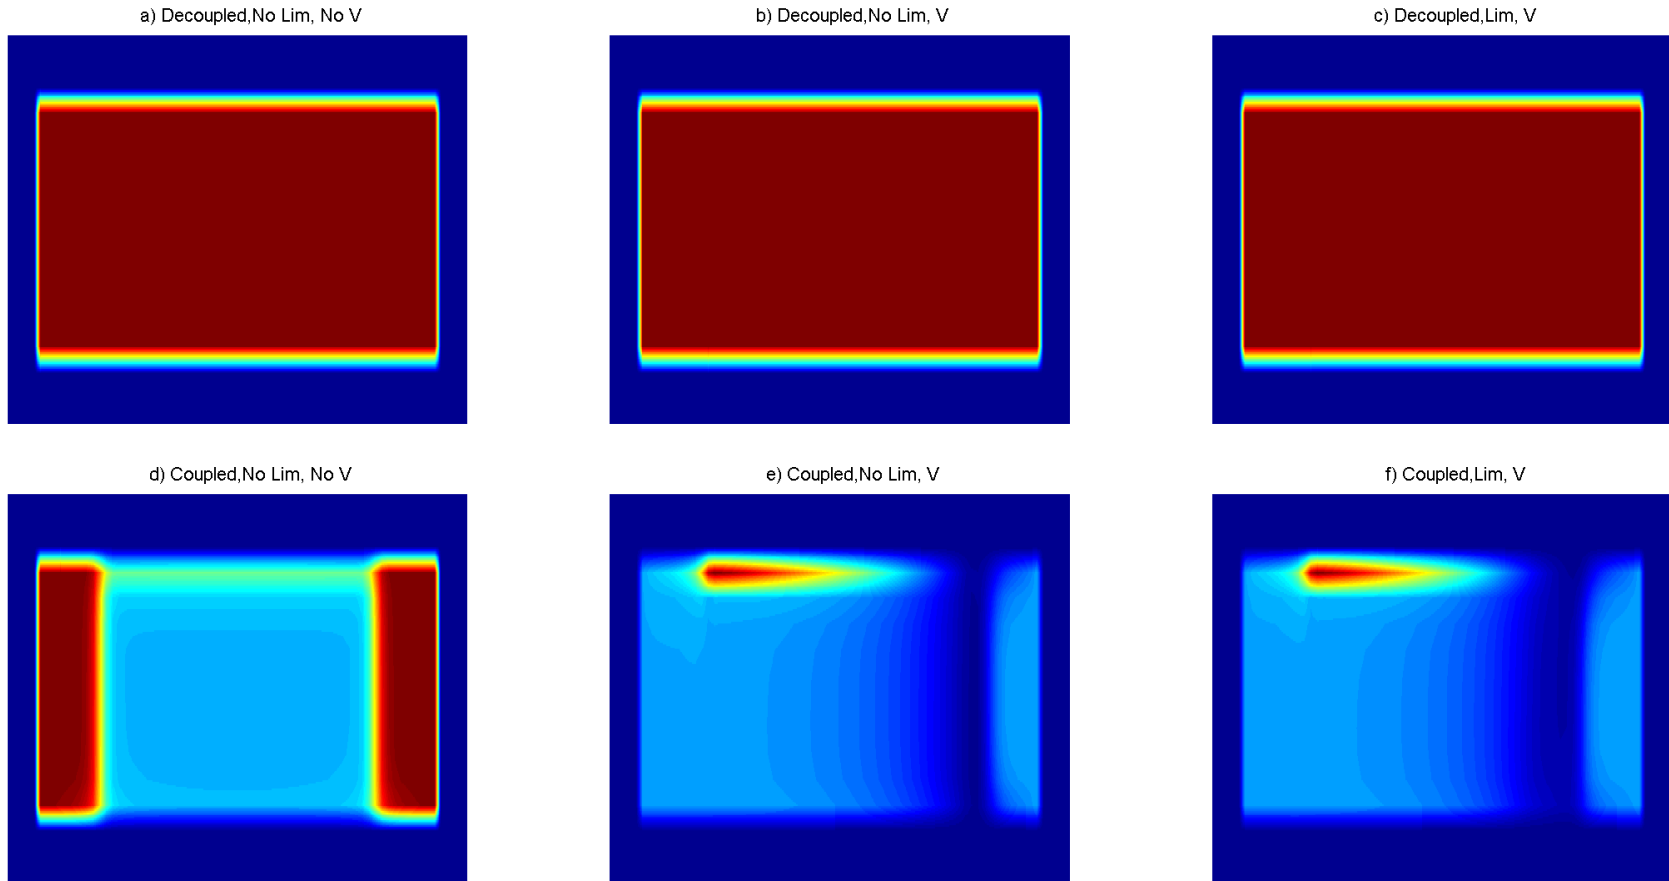 a) Decoupled,No Lim, No V
b) Decoupled,No Lim, V
c) Decoupled,Lim, V
d) Coupled,No Lim, No V
e) Coupled,No Lim, V
f) Coupled,Lim, V